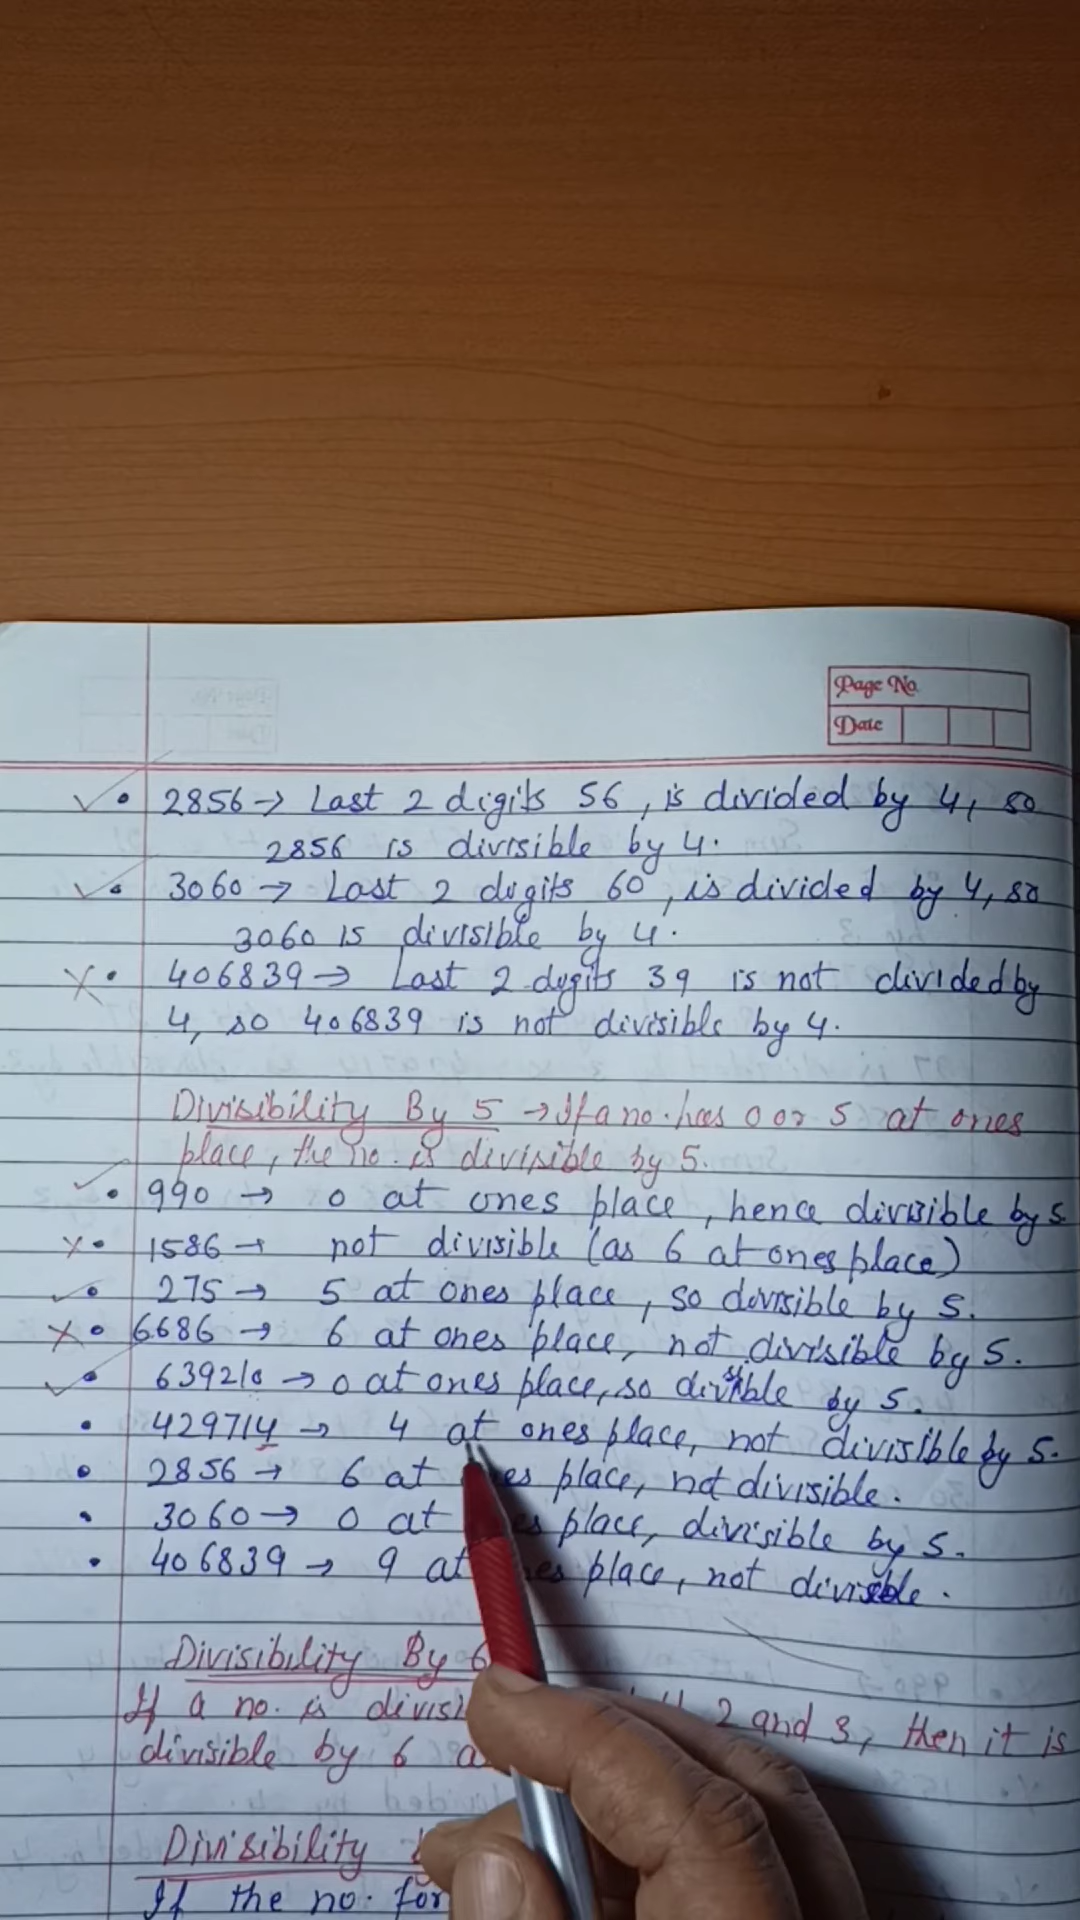 Page No.
Date
✓ • 2856 → Last 2 digits 56, is divided by 4, so
2856 is divisible by 4.
✓ • 3060 → Last 2 digits 60, is divided by 4, so
3060 is divisible by 4.
X • 406839 → Last 2 digits 39 is not divided by
4, so 406839 is not divisible by 4.
Divisibility By 5 → If a no. has 0 or 5 at ones
place, the no. is divisible by 5.
✓ • 990 → 0 at ones place, hence divisible by 5
X • 1586 → not divisible (as 6 at ones place)
✓ • 275 → 5 at ones place, so divisible by 5.
X • 6686 → 6 at ones place, not divisible by 5.
✓ • 639210 → 0 at ones place, so divisible by 5.
• 429714 → 4 at ones place, not divisible by 5.
• 2856 → 6 at place, not divisible.
• 3060 → 0 at place, divisible by 5.
• 406839 → 9 at place, not divisible.
Divisibility By 6
If a no. is 2 and 3, then it is
divisible by 6
Divisibility
If the no. for